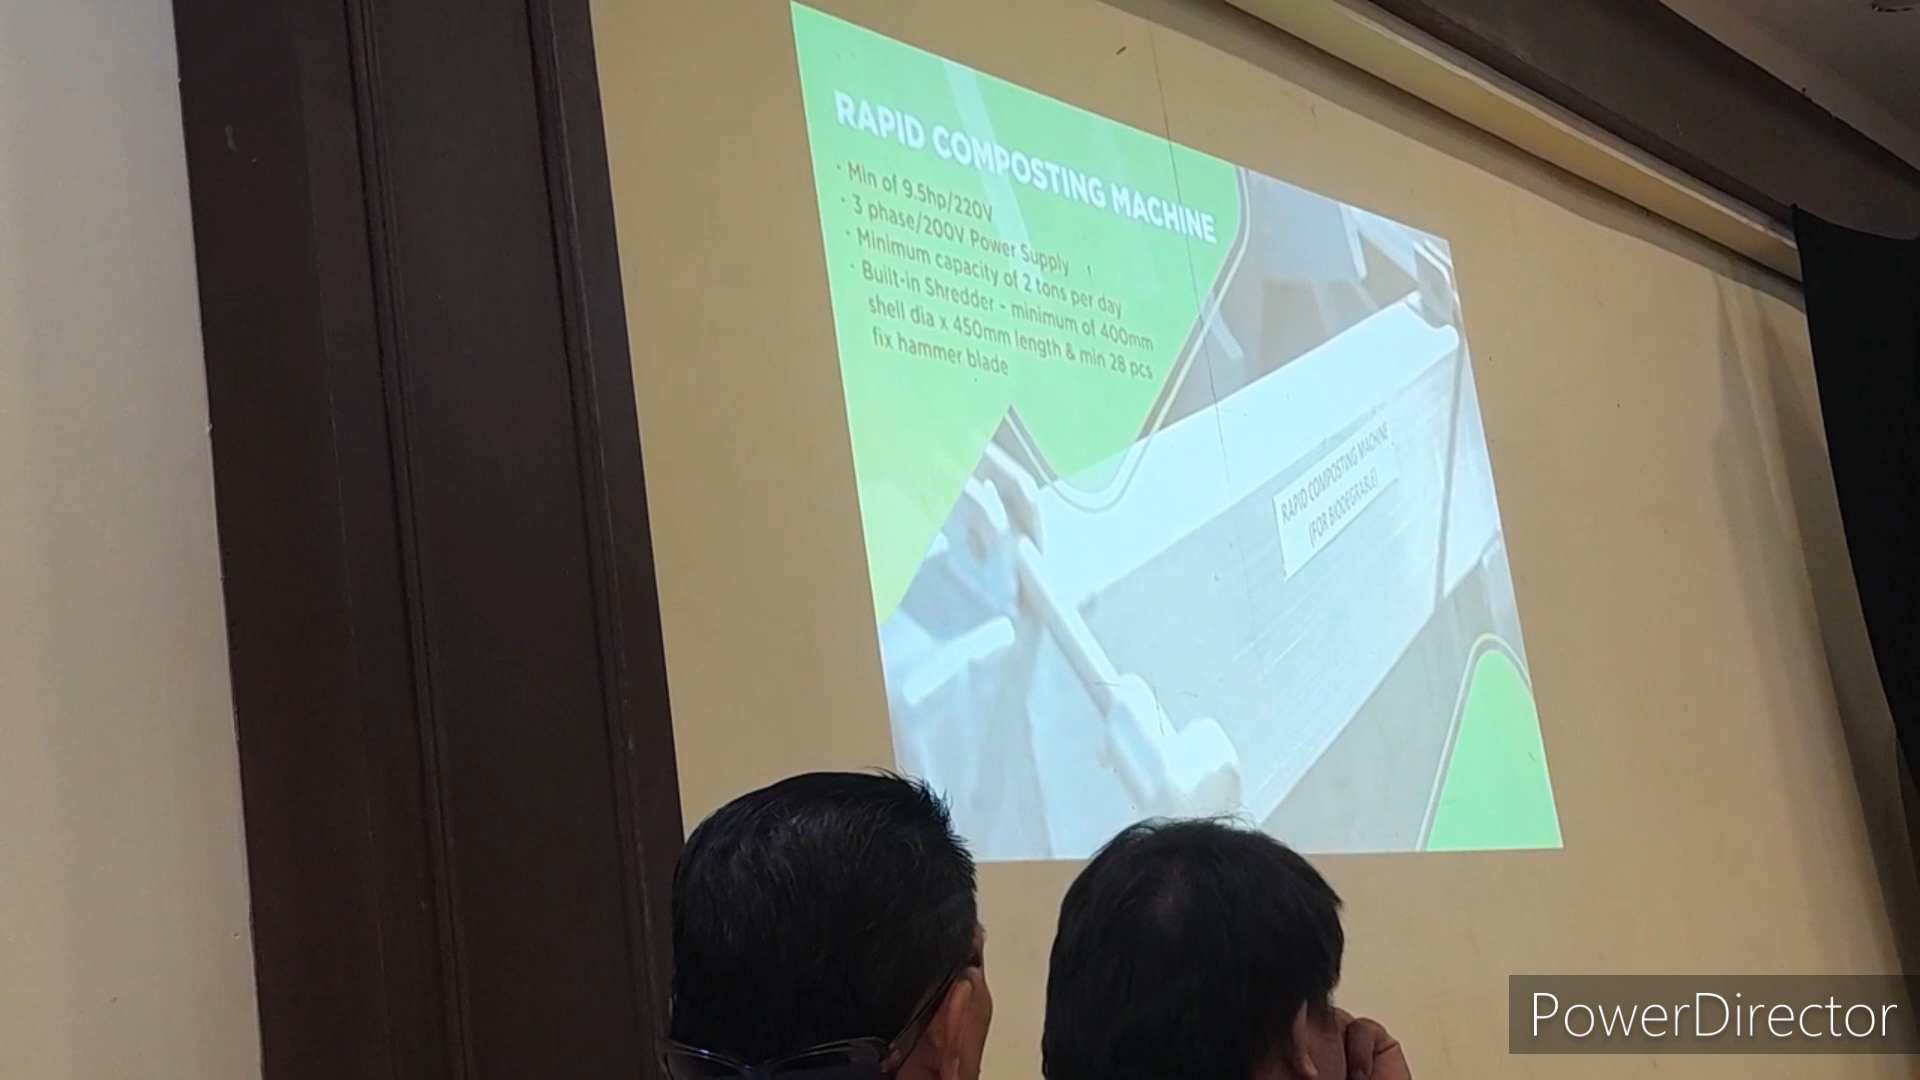 RAPID COMPOSTING MACHINE
· Min of 9.5hp/220V
· 3 phase/200V Power Supply
· Minimum capacity of 2 tons per day
· Built-in Shredder - minimum of 400mm
shell dia x 450mm length & min 28 pcs
fix hammer blade
RAPID COMPOSTING MACHINE
(FOR BIODEGRABLE)
PowerDirector